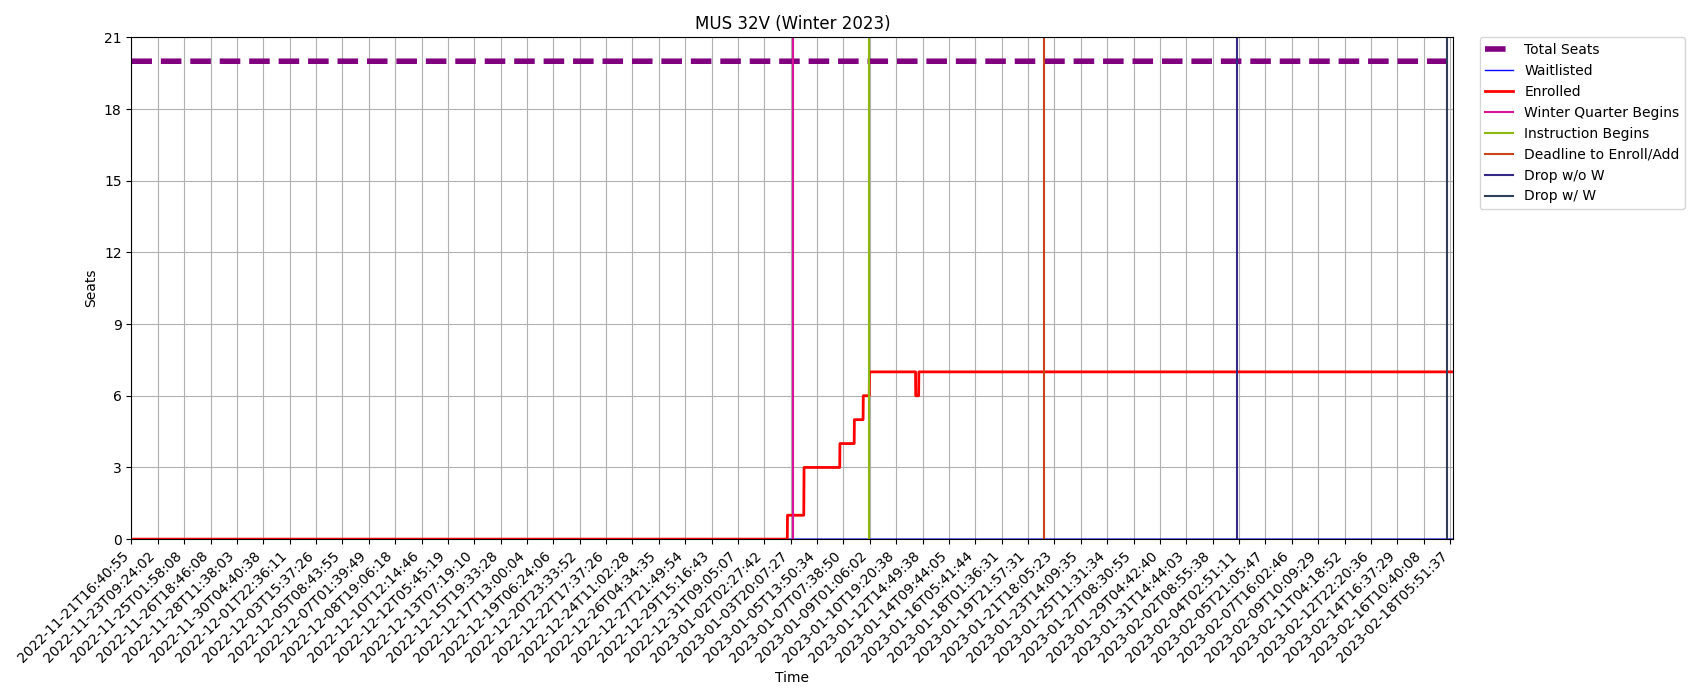 MUS 32V (Winter 2023)
21
18
15
12
9
6
3
0
Seats
Total Seats
Waitlisted
Enrolled
Winter Quarter Begins
Instruction Begins
Deadline to Enroll/Add
Drop w/o W
Drop w/ W
2022-11-21T16:40:55
2022-11-23T09:24:02
2022-11-25T01:58:08
2022-11-26T18:46:08
2022-11-28T11:38:03
2022-11-30T04:40:38
2022-12-01T22:36:11
2022-12-03T15:37:26
2022-12-05T08:43:55
2022-12-07T01:39:49
2022-12-08T19:06:18
2022-12-10T12:14:46
2022-12-12T05:45:19
2022-12-13T07:19:10
2022-12-15T19:33:28
2022-12-17T13:00:04
2022-12-19T06:24:06
2022-12-20T23:33:52
2022-12-22T17:37:26
2022-12-24T11:02:28
2022-12-26T04:34:35
2022-12-27T21:49:54
2022-12-29T15:16:43
2022-12-31T09:05:07
2023-01-02T02:27:42
2023-01-03T20:07:27
2023-01-05T13:50:34
2023-01-07T07:38:50
2023-01-09T01:06:02
2023-01-10T19:20:38
2023-01-12T14:49:38
2023-01-14T09:44:05
2023-01-16T05:41:44
2023-01-18T01:36:31
2023-01-19T21:57:31
2023-01-21T18:05:23
2023-01-23T14:09:35
2023-01-25T11:31:34
2023-01-27T08:30:55
2023-01-29T04:42:40
2023-01-31T14:44:03
2023-02-02T08:55:38
2023-02-04T02:51:11
2023-02-05T21:05:47
2023-02-07T16:02:46
2023-02-09T10:09:29
2023-02-11T04:18:52
2023-02-12T22:20:36
2023-02-14T16:37:29
2023-02-16T10:40:08
2023-02-18T05:51:37
Time